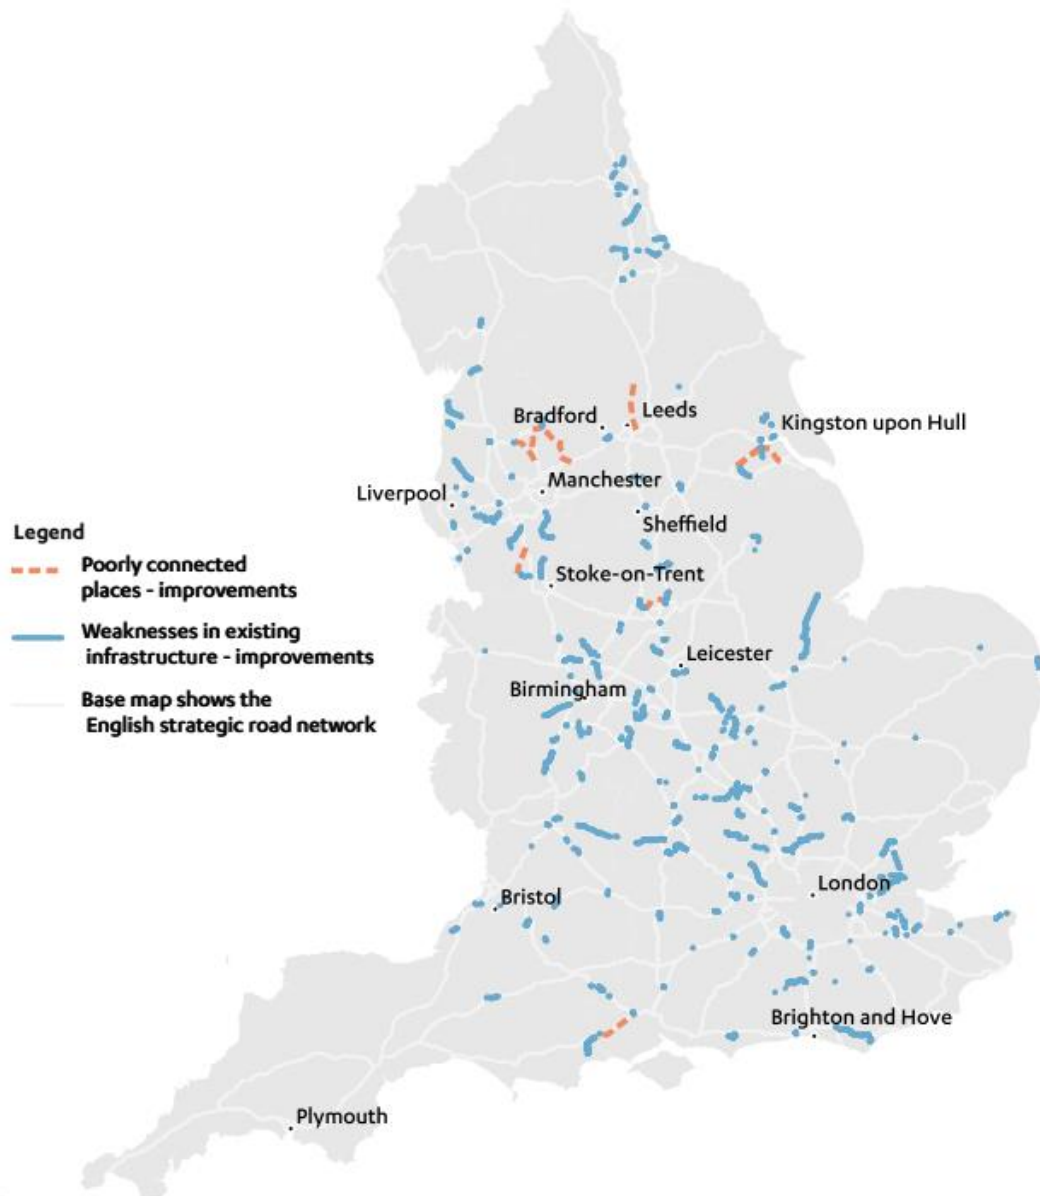 Bradford
Leeds
Kingston upon Hull
Manchester
Liverpool
Sheffield
Legend
Poorly connected
places - improvements
Stoke-on-Trent
Weaknesses in existing
infrastructure - improvements
Leicester
Birmingham
Base map shows the
English strategic road network
London
Bristol
Brighton and Hove
Plymouth